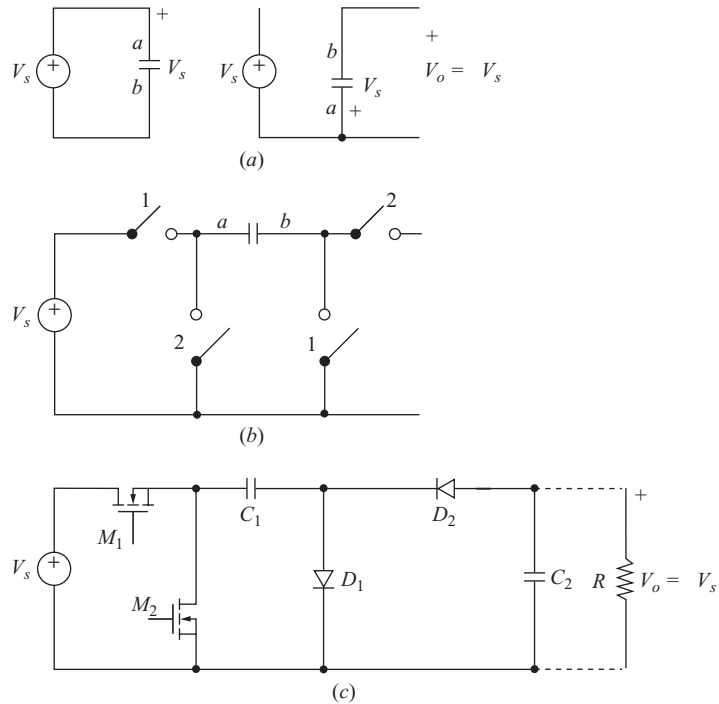 +
a
V_s + V_s
b
(a)
b
+
V_s + V_s V_o = V_s
a +
1 a b 2
V_s +
2 1
(b)
C_1 D_2 +
M_1
V_s + D_1 C_2 R V_o = V_s
M_2
(c)